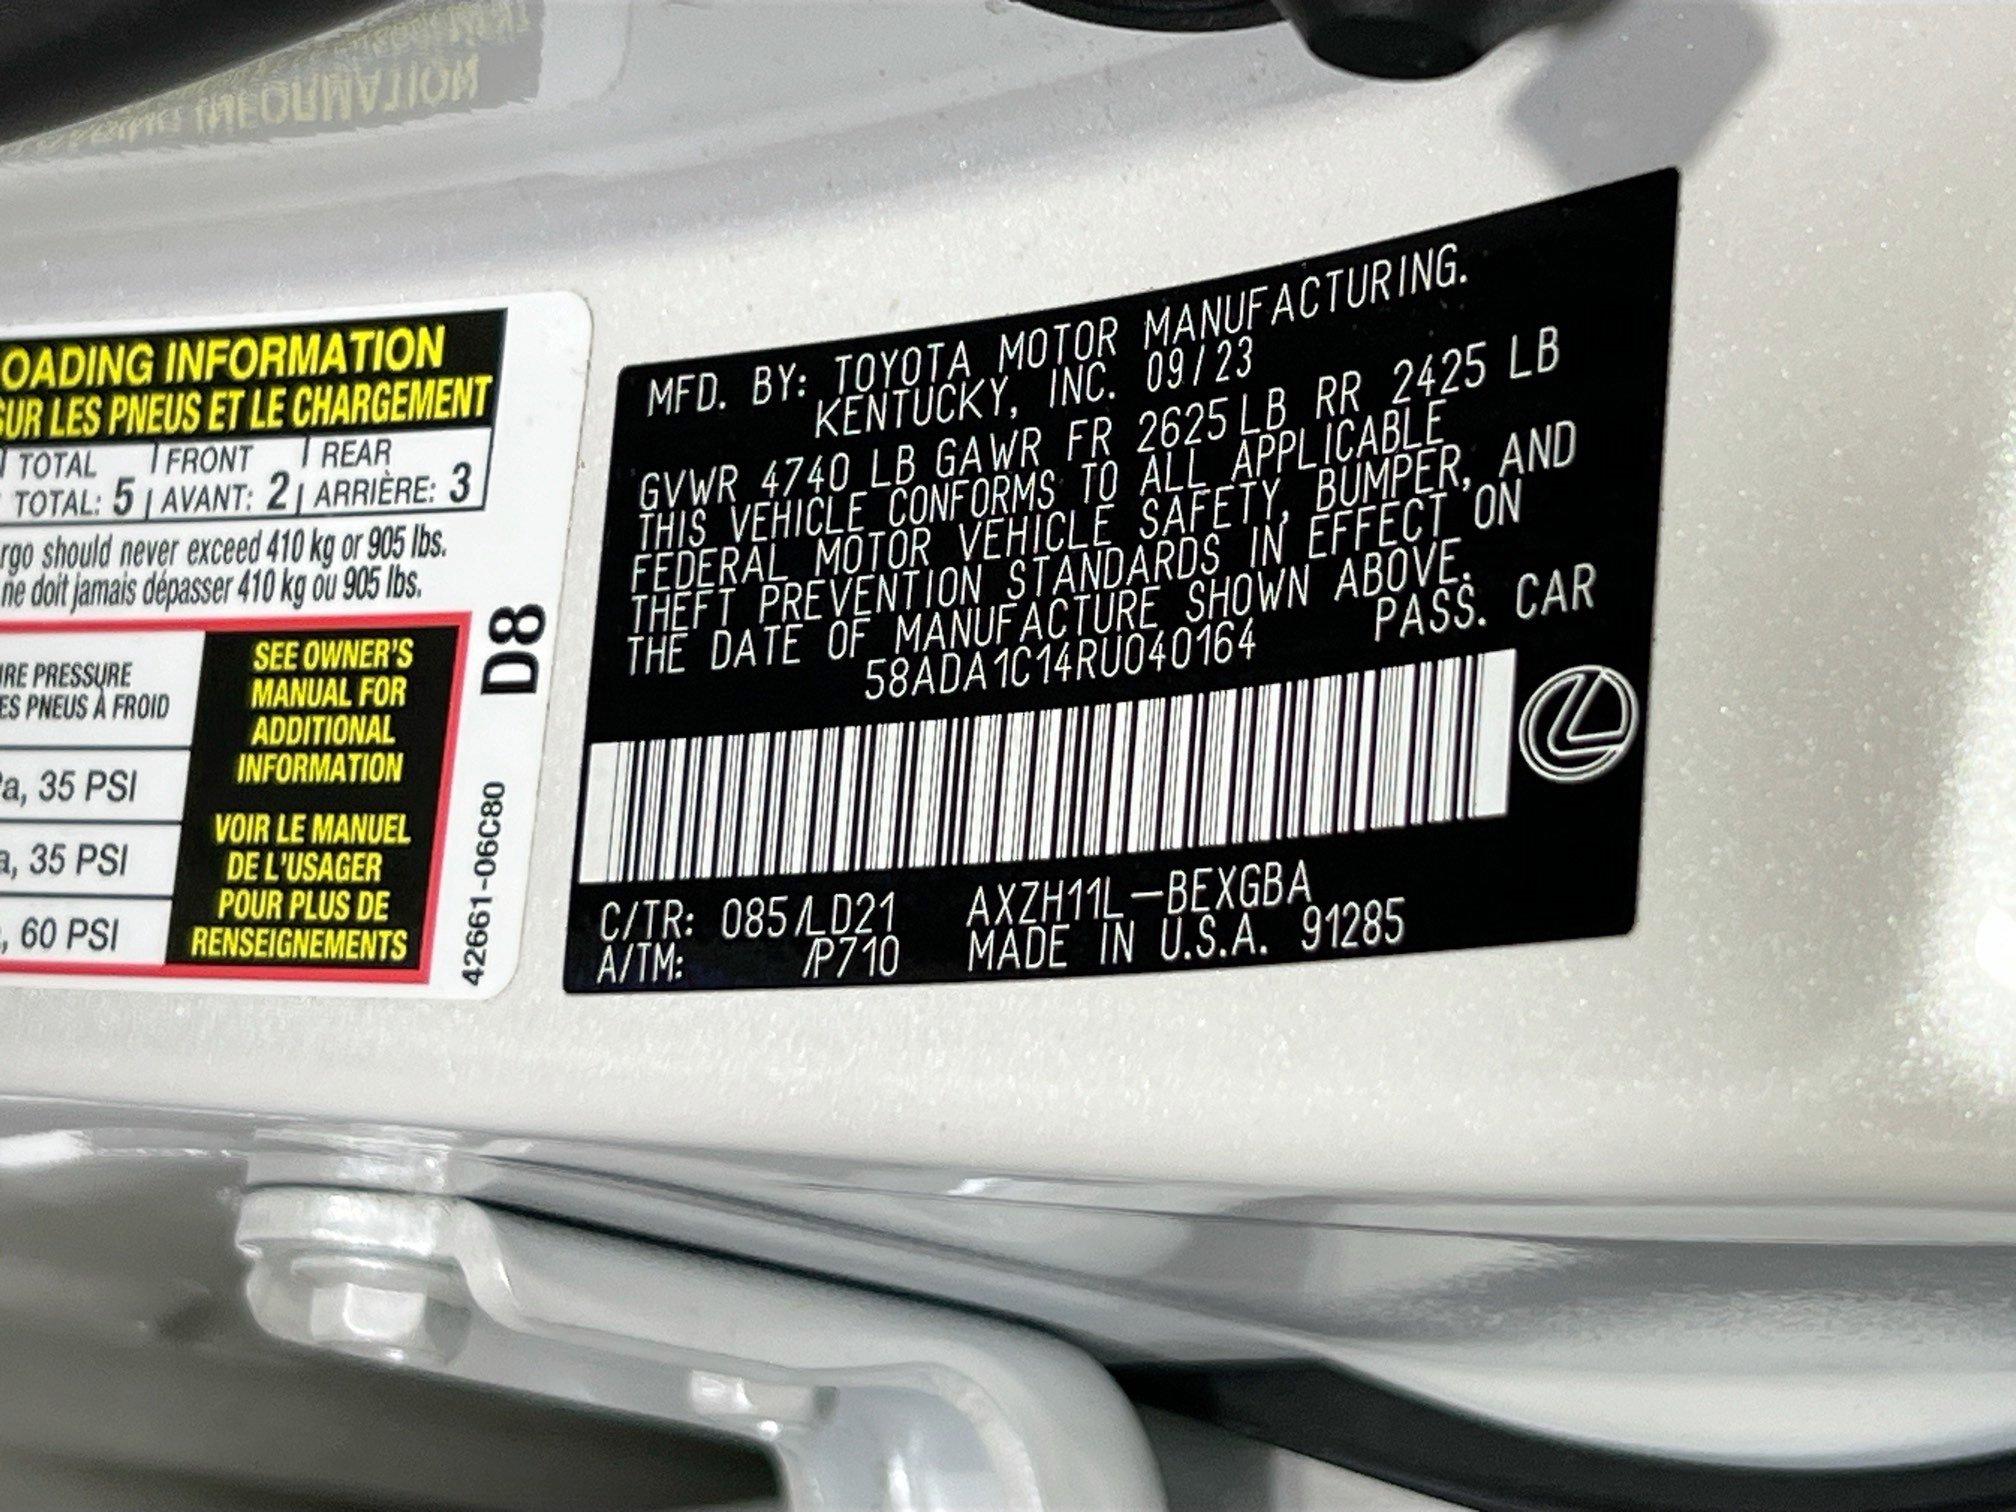 OADING INFORMATION
SUR LES PNEUS ET LE CHARGEMENT
TOTAL FRONT REAR
TOTAL: 5 AVANT: 2 ARRIÈRE: 3
rgo should never exceed 410 kg or 905 lbs.
ne doit jamais dépasser 410 kg ou 905 lbs.
IRE PRESSURE
ES PNEUS À FROID
a, 35 PSI
a, 35 PSI
, 60 PSI
SEE OWNER'S
MANUAL FOR
ADDITIONAL
INFORMATION
VOIR LE MANUEL
DE L'USAGER
POUR PLUS DE
RENSEIGNEMENTS
D8
42661-06C80
MFD. BY: TOYOTA MOTOR MANUFACTURING.
KENTUCKY, INC. 09/23
GVWR 4740 LB GAWR FR 2625 LB RR 2425 LB
THIS VEHICLE CONFORMS TO ALL APPLICABLE
FEDERAL MOTOR VEHICLE SAFETY, BUMPER, AND
THEFT PREVENTION STANDARDS IN EFFECT ON
THE DATE OF MANUFACTURE SHOWN ABOVE.
58ADA1C14RU040164 PASS. CAR
C/TR: 085/LD21 AXZH11L-BEXGBA
A/TM: /P710 MADE IN U.S.A. 91285